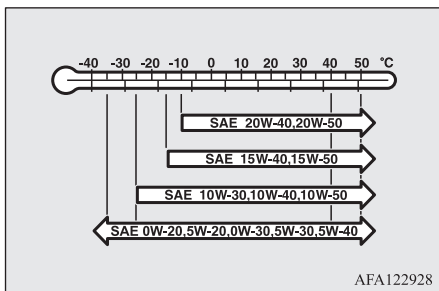 -40 -30 -20 -10 0 10 20 30 40 50 °C
SAE 20W-40,20W-50
SAE 15W-40,15W-50
SAE 10W-30,10W-40,10W-50
SAE 0W-20,5W-20,0W-30,5W-30,5W-40
AFA122928